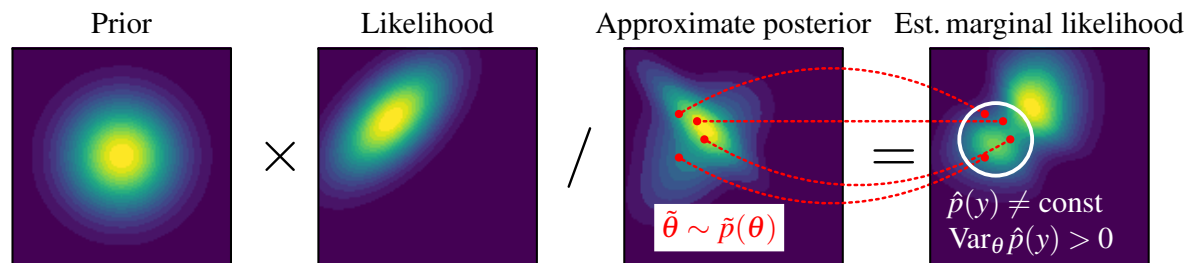 Prior
Likelihood
Approximate posterior
Est. marginal likelihood
×
/
=
θ̃ ∼ p̃(θ)
p̂(y) ≠ const
Var_θ p̂(y) > 0